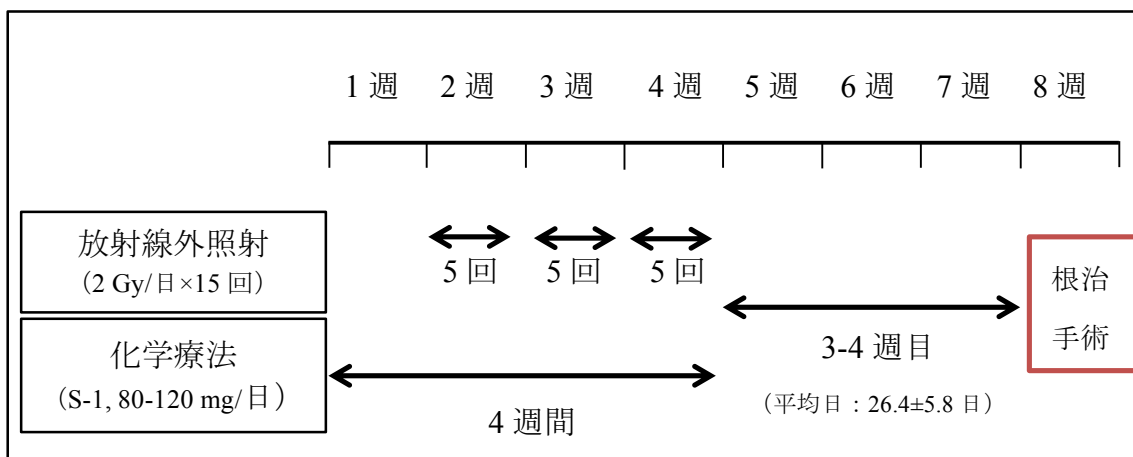 1 週 2 週 3 週 4 週 5 週 6 週 7 週 8 週
放射線外照射
（2 Gy/日×15 回）
5 回 5 回 5 回
化学療法
（S-1, 80-120 mg/日）
4 週間
3-4 週目
（平均日：26.4±5.8 日）
根治
手術